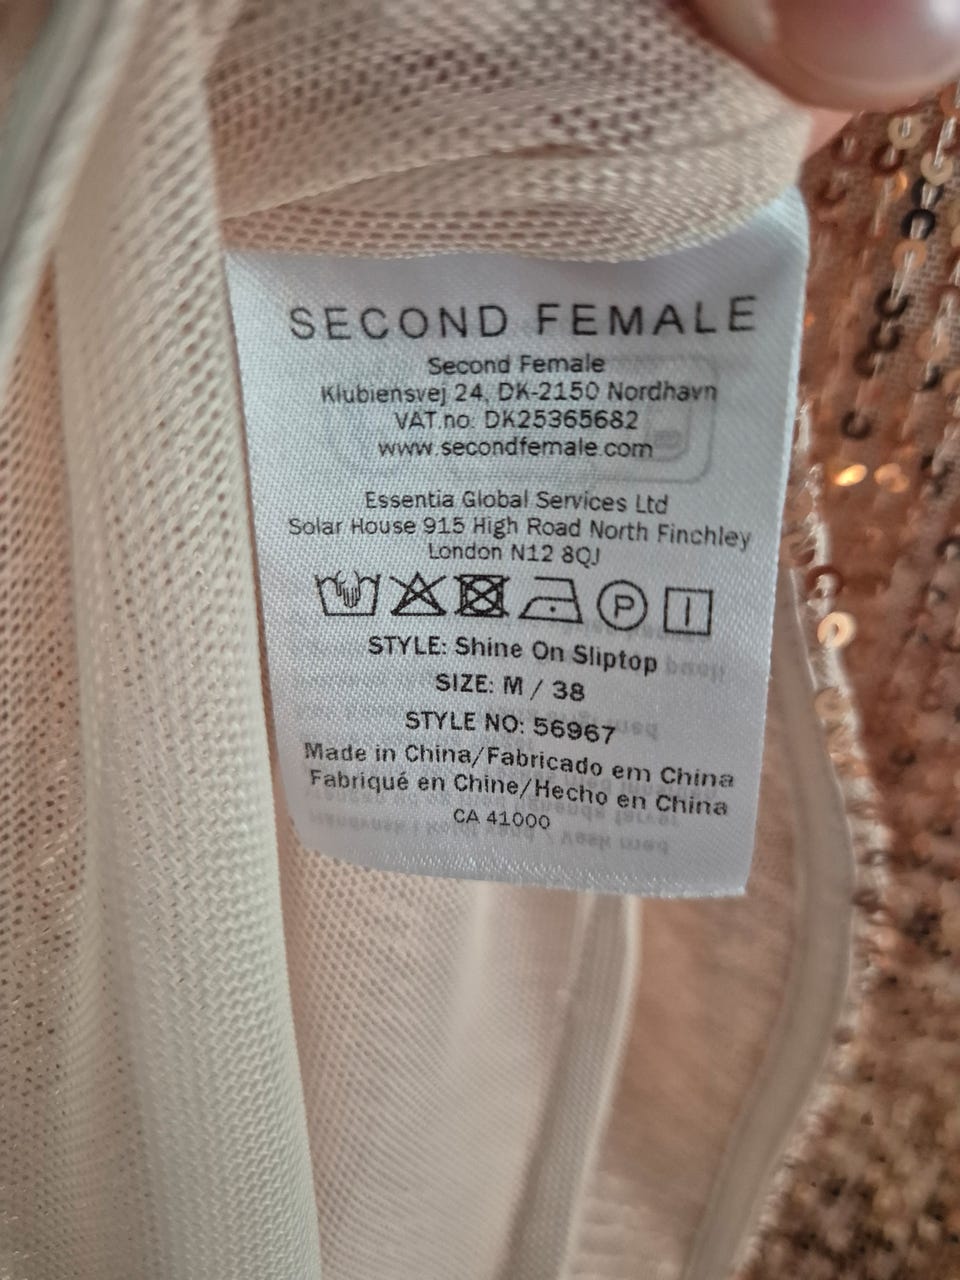 SECOND FEMALE
Second Female
Klubiensvej 24, DK-2150 Nordhavn
VAT.no: DK25365682
www.secondfemale.com
Essentia Global Services Ltd
Solar House 915 High Road North Finchley
London N12 8QJ
P
STYLE: Shine On Sliptop
SIZE: M / 38
STYLE NO: 56967
Made in China/Fabricado em China
Fabriqué en Chine/Hecho en China
CA 41000